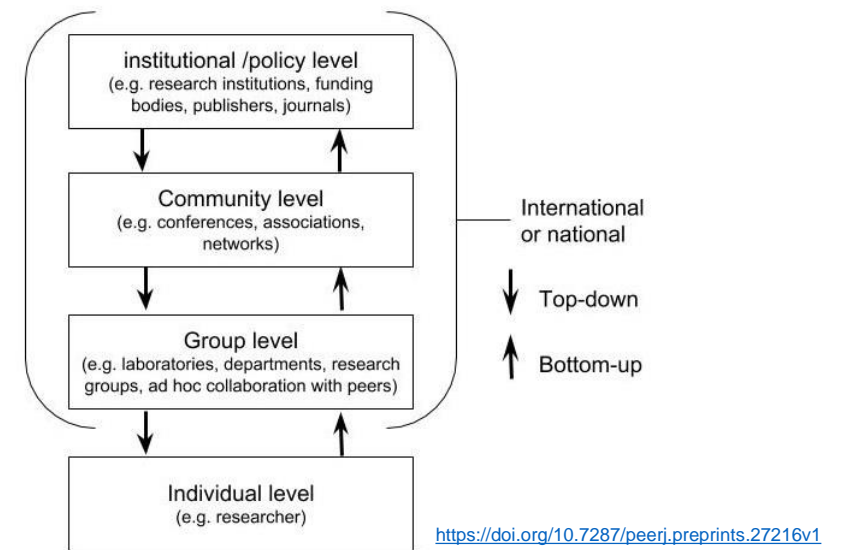 institutional /policy level
(e.g. research institutions, funding
bodies, publishers, journals)
Community level
(e.g. conferences, associations,
networks)
Group level
(e.g. laboratories, departments, research
groups, ad hoc collaboration with peers)
Individual level
(e.g. researcher)
International
or national
Top-down
Bottom-up
https://doi.org/10.7287/peerj.preprints.27216v1